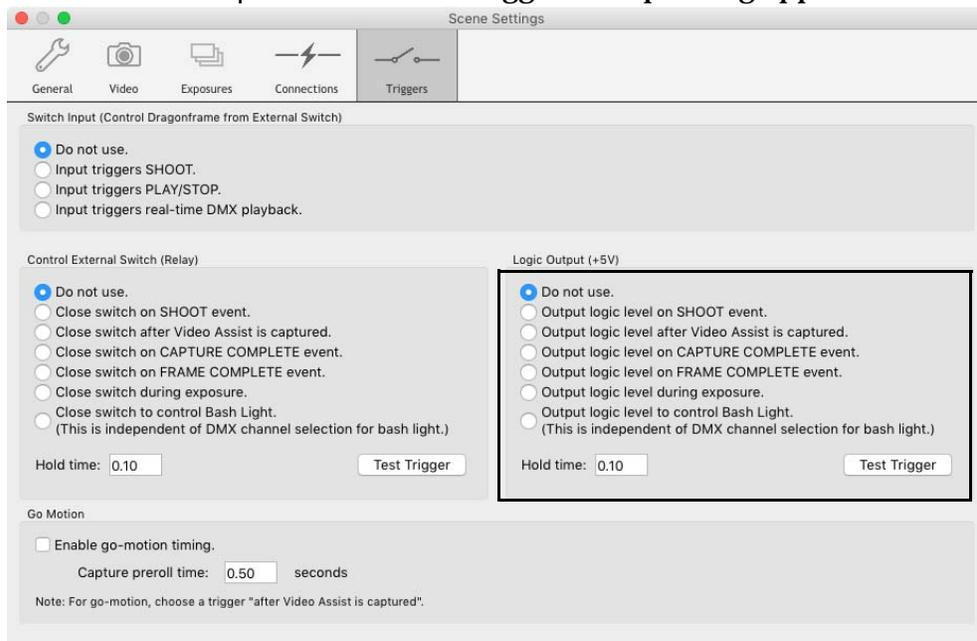 Scene Settings
General Video Exposures Connections Triggers
Switch Input (Control Dragonframe from External Switch)
Do not use.
Input triggers SHOOT.
Input triggers PLAY/STOP.
Input triggers real-time DMX playback.
Control External Switch (Relay)
Do not use.
Close switch on SHOOT event.
Close switch after Video Assist is captured.
Close switch on CAPTURE COMPLETE event.
Close switch on FRAME COMPLETE event.
Close switch during exposure.
Close switch to control Bash Light.
(This is independent of DMX channel selection for bash light.)
Hold time: 0.10 Test Trigger
Logic Output (+5V)
Do not use.
Output logic level on SHOOT event.
Output logic level after Video Assist is captured.
Output logic level on CAPTURE COMPLETE event.
Output logic level on FRAME COMPLETE event.
Output logic level during exposure.
Output logic level to control Bash Light.
(This is independent of DMX channel selection for bash light.)
Hold time: 0.10 Test Trigger
Go Motion
Enable go-motion timing.
Capture preroll time: 0.50 seconds
Note: For go-motion, choose a trigger "after Video Assist is captured".